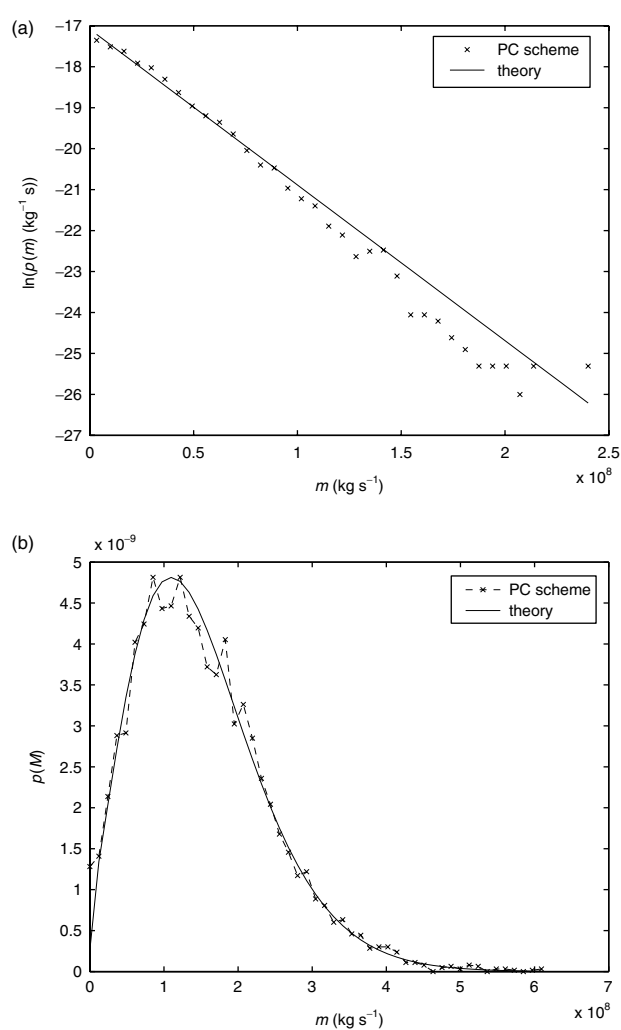 (a)
−17
−18
−19
−20
−21
−22
−23
−24
−25
−26
−27
ln(p(m) (kg⁻¹ s))
PC scheme
theory
0 0.5 1 1.5 2 2.5
x 10⁸
m (kg s⁻¹)
(b)
x 10⁻⁹
5
4.5
4
3.5
3
2.5
2
1.5
1
0.5
0
p(M)
PC scheme
theory
0 1 2 3 4 5 6 7
x 10⁸
m (kg s⁻¹)